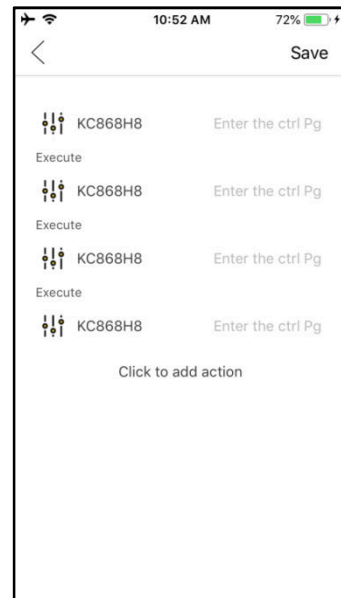 10:52 AM 72%
Save
KC868H8 Enter the ctrl Pg
Execute
KC868H8 Enter the ctrl Pg
Execute
KC868H8 Enter the ctrl Pg
Execute
KC868H8 Enter the ctrl Pg
Click to add action